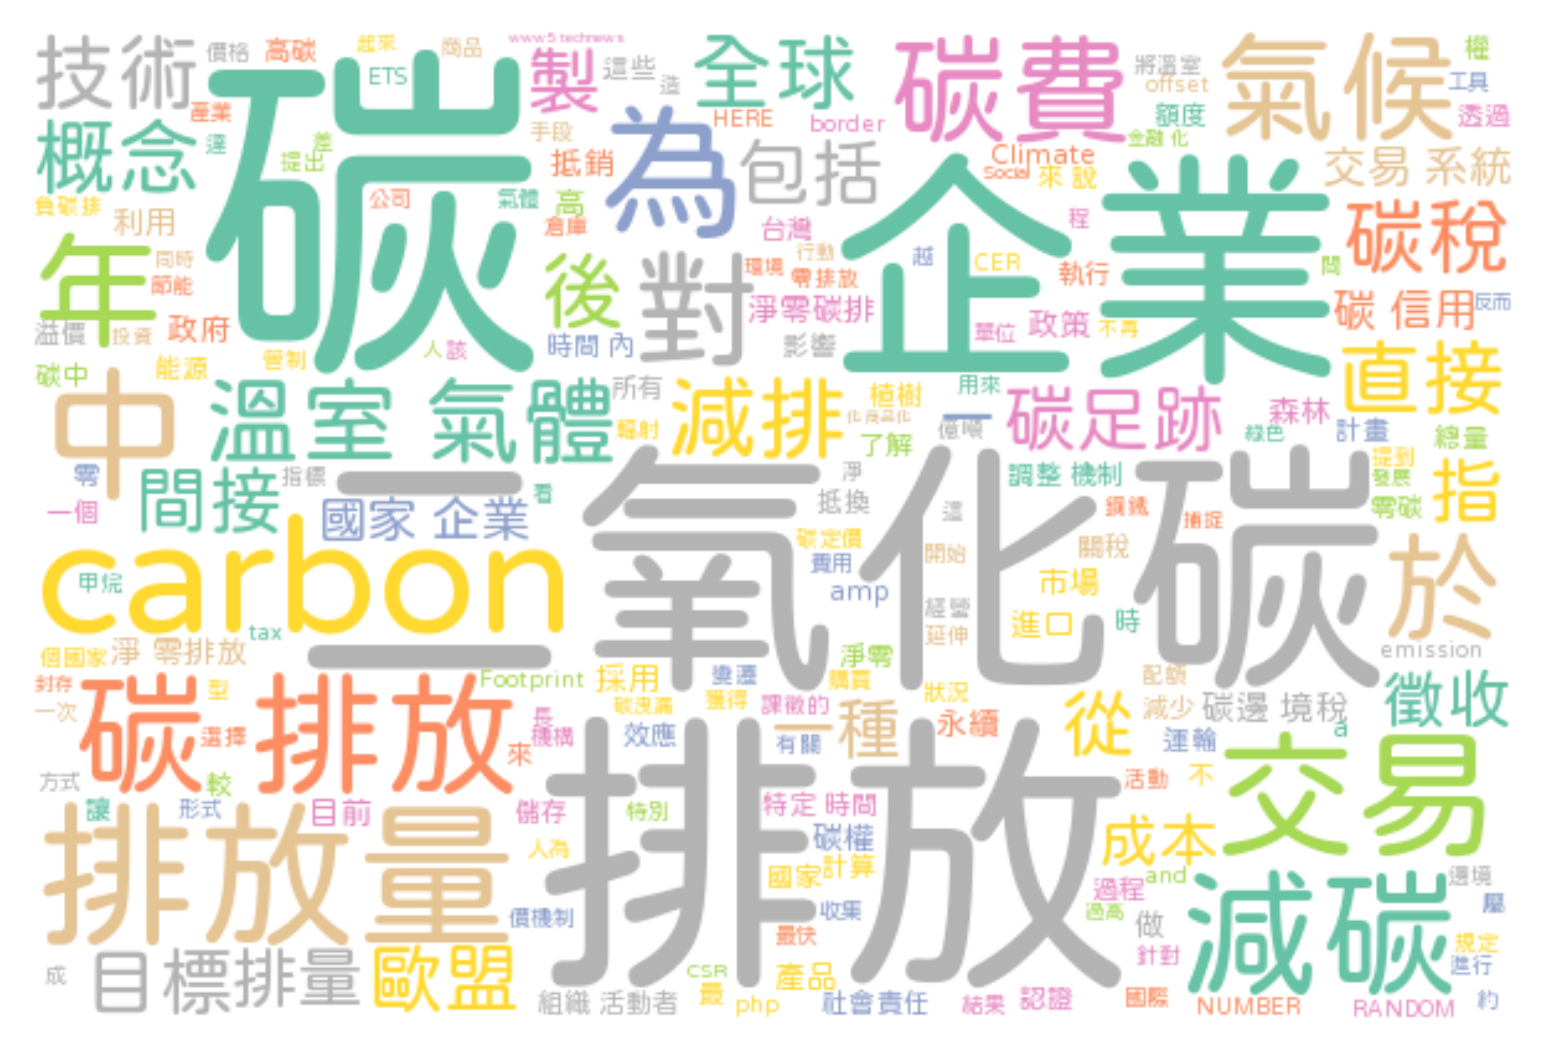 技術
價格
高碳
起來
商品
www5 technews
製
這些
造
全球
碳費
將溫室
offset
氣候
權
工具
產業
達
ETS
碳
手段
HERE
border
額度
金融 化
透過
概念
提出
差
抵銷
為
包括
Climate
Social
來 說
交易 系統
負碳 排
利用
公司
氣體
高
倉庫
台灣
企業
程
碳稅
年
同時
節能
後
對
環境
行動
零排放
越
CER
執行
問
溢價
投資
政府
淨零碳排
單位
政策
不再
碳 信用
反而
碳中
能源
管制
人 該
時間 內
影響
直接
中
溫室 氣體
所有
輻射
減排
植樹
化 商品化
用來
億噸
了解
碳足跡
森林
綠色
計畫
總量
零
間接
指標
看
淨
抵換
調整 機制
提到
發展
零碳
指
一個
國家 企業
這
鋼鐵
捕捉
carbon
甲烷
二氧化碳
碳定價
費用
amp
開始
關稅
市場
經營
延伸
進口
時
於
tax
個國家
淨 零排放
淨零
emission
封存
一次
型
Footprint
採用
碳洩漏
變遷
獲得
購買
課徵的
狀況
配額
減少
碳邊 境稅
a
徵收
碳 排放
選擇
長
機構
來
效應
有關
一種
永續
從
運輸
方式
較
讓
形式
目前
儲存
特別
特定 時間
活動
不
交易
排放量
人為
價機制
排放
碳權
國家
計算
收集
最快
成本
過程
and
過高
做
針對
減碳
邊境
屬
規定
進行
成
目標
排量
歐盟
組織 活動者
CSR
最
php
產品
社會責任
結果
認證
國際
NUMBER
RANDOM
約